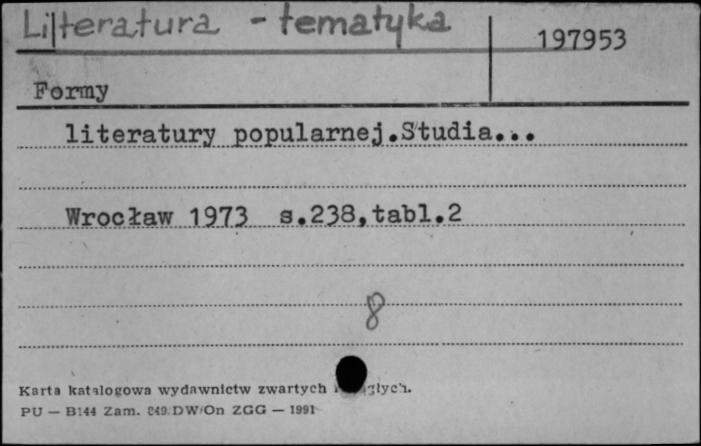 Literatura - tematyka
197953
Formy
literatury popularnej.Studia...
Wrocław 1973 s.238,tabl.2
8
Karta katalogowa wydawnictw zwartych
PU — B144 Zam. 849/DW/On ZGG — 1991